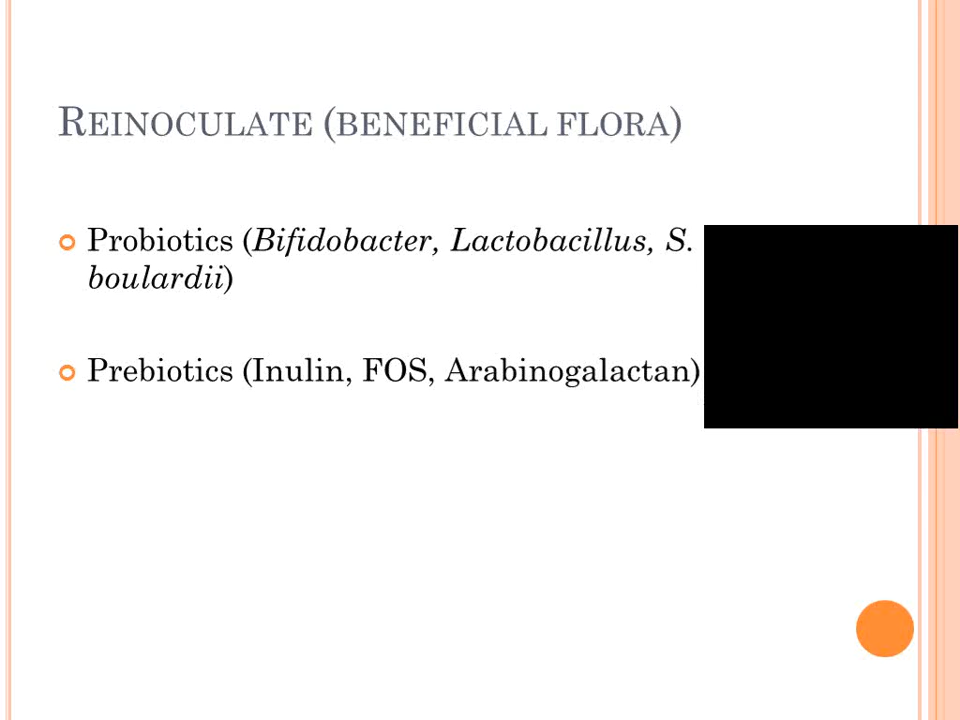 REINOCULATE (BENEFICIAL FLORA)
Probiotics (Bifidobacter, Lactobacillus, S.
boulardii)
Prebiotics (Inulin, FOS, Arabinogalactan)